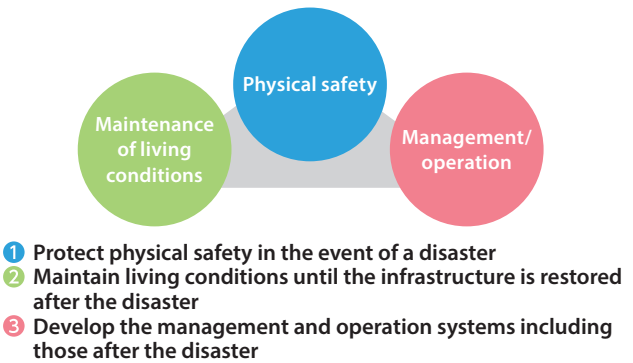 Physical safety
Maintenance
of living
conditions
Management/
operation
1 Protect physical safety in the event of a disaster
2 Maintain living conditions until the infrastructure is restored
after the disaster
3 Develop the management and operation systems including
those after the disaster